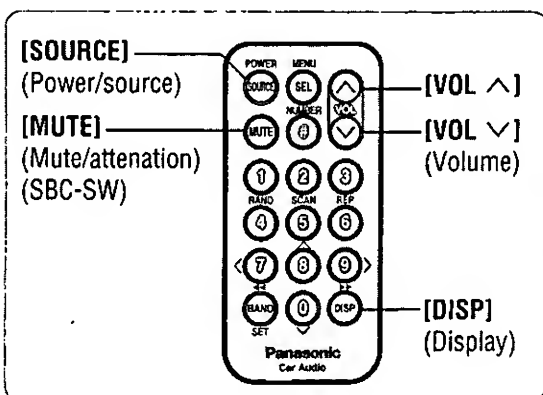 [SOURCE]
(Power/source)
[MUTE]
(Mute/attenation)
(SBC-SW)
POWER MENU
SOURCE SEL
VOL
NUMBER
MUTE #
1 2 3
RAND SCAN REP
4 5 6
7 8 9
BAND 0 DISP
SET
Panasonic
Car Audio
[VOL ∧]
[VOL ∨]
(Volume)
[DISP]
(Display)